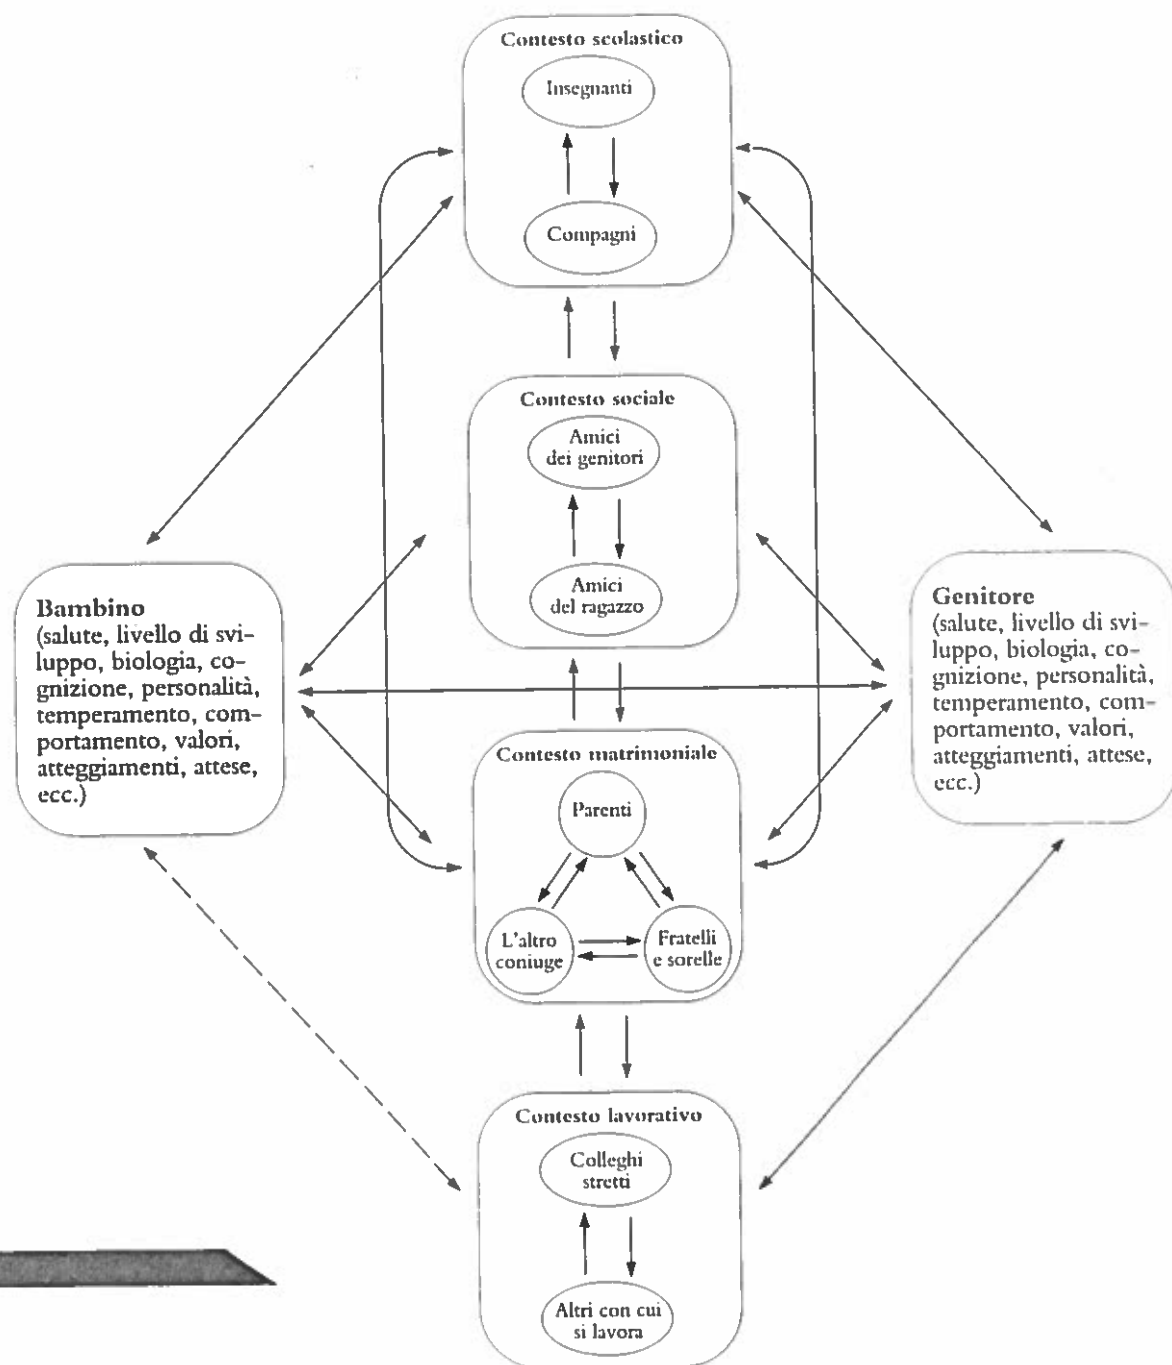 Contesto scolastico
Insegnanti
Compagni
Contesto sociale
Amici
dei genitori
Amici
del ragazzo
Bambino
(salute, livello di svi-
luppo, biologia, co-
gnizione, personalità,
temperamento, com-
portamento, valori,
atteggiamenti, attese,
ecc.)
Genitore
(salute, livello di svi-
luppo, biologia, co-
gnizione, personalità,
temperamento, com-
portamento, valori,
atteggiamenti, attese,
ecc.)
Contesto matrimoniale
Parenti
L'altro
coniuge
Fratelli
e sorelle
Contesto lavorativo
Colleghi
stretti
Altri con cui
si lavora